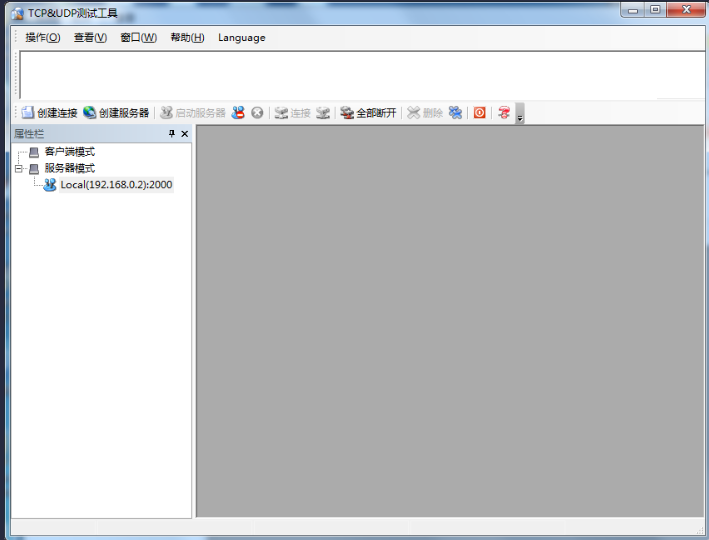 TCP&UDP测试工具
操作(O) 查看(V) 窗口(W) 帮助(H) Language
创建连接 创建服务器 启动服务器 连接 全部断开 删除
属性栏
客户端模式
服务器模式
Local(192.168.0.2):2000